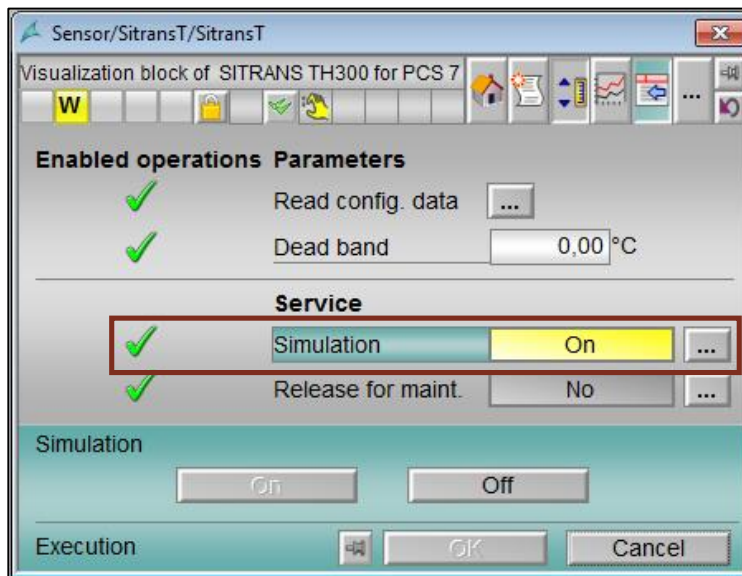 Sensor/SitransT/SitransT
Visualization block of SITRANS TH300 for PCS 7
W
...
Enabled operations Parameters
Read config. data ...
Dead band 0,00 °C
Service
Simulation On ...
Release for maint. No ...
Simulation
On Off
Execution OK Cancel